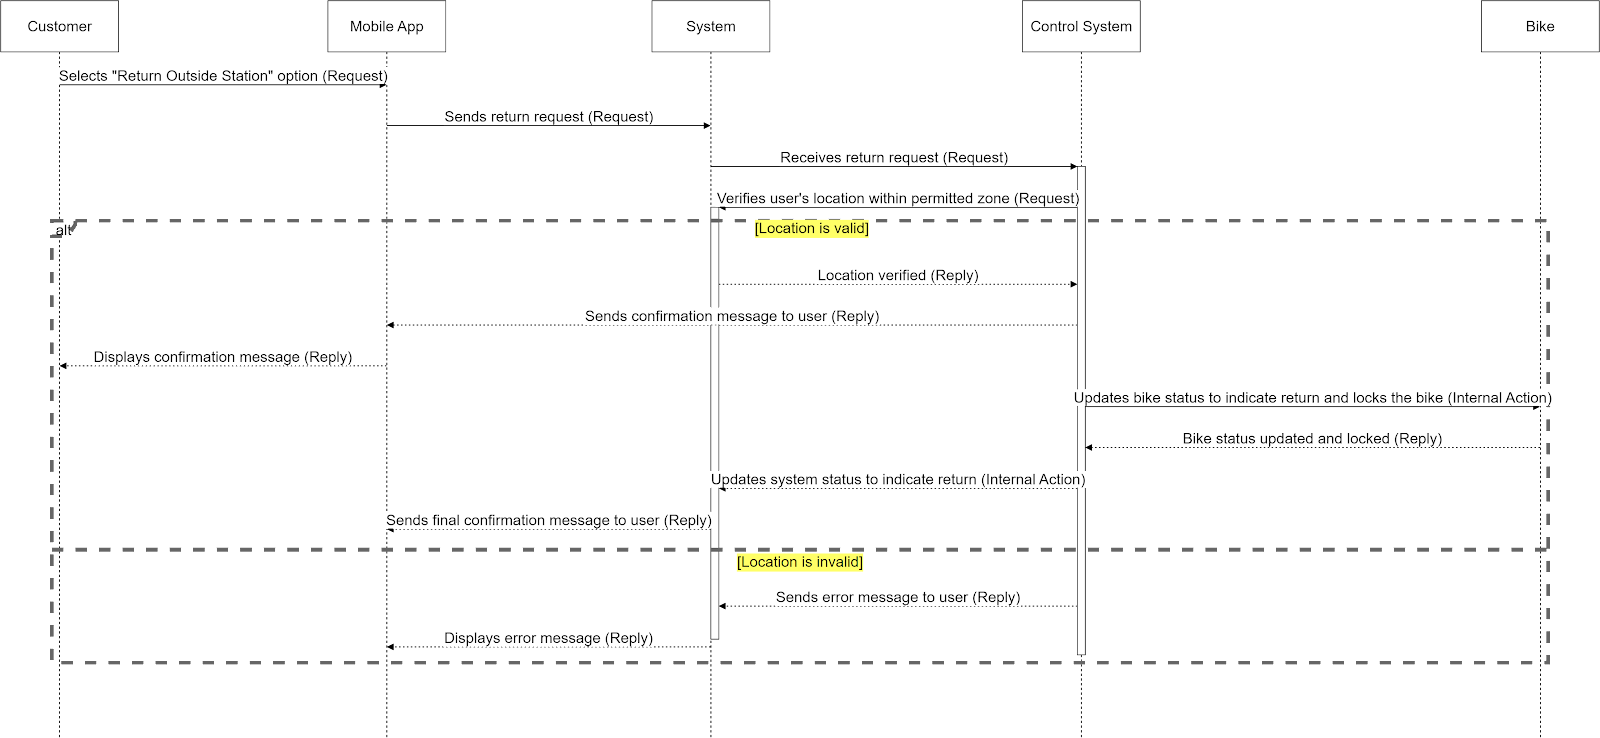 Customer
Mobile App
System
Control System
Bike
Selects "Return Outside Station" option (Request)
Sends return request (Request)
Receives return request (Request)
Verifies user's location within permitted zone (Request)
alt
[Location is valid]
Location verified (Reply)
Sends confirmation message to user (Reply)
Displays confirmation message (Reply)
Updates bike status to indicate return and locks the bike (Internal Action)
Bike status updated and locked (Reply)
Updates system status to indicate return (Internal Action)
Sends final confirmation message to user (Reply)
[Location is invalid]
Sends error message to user (Reply)
Displays error message (Reply)